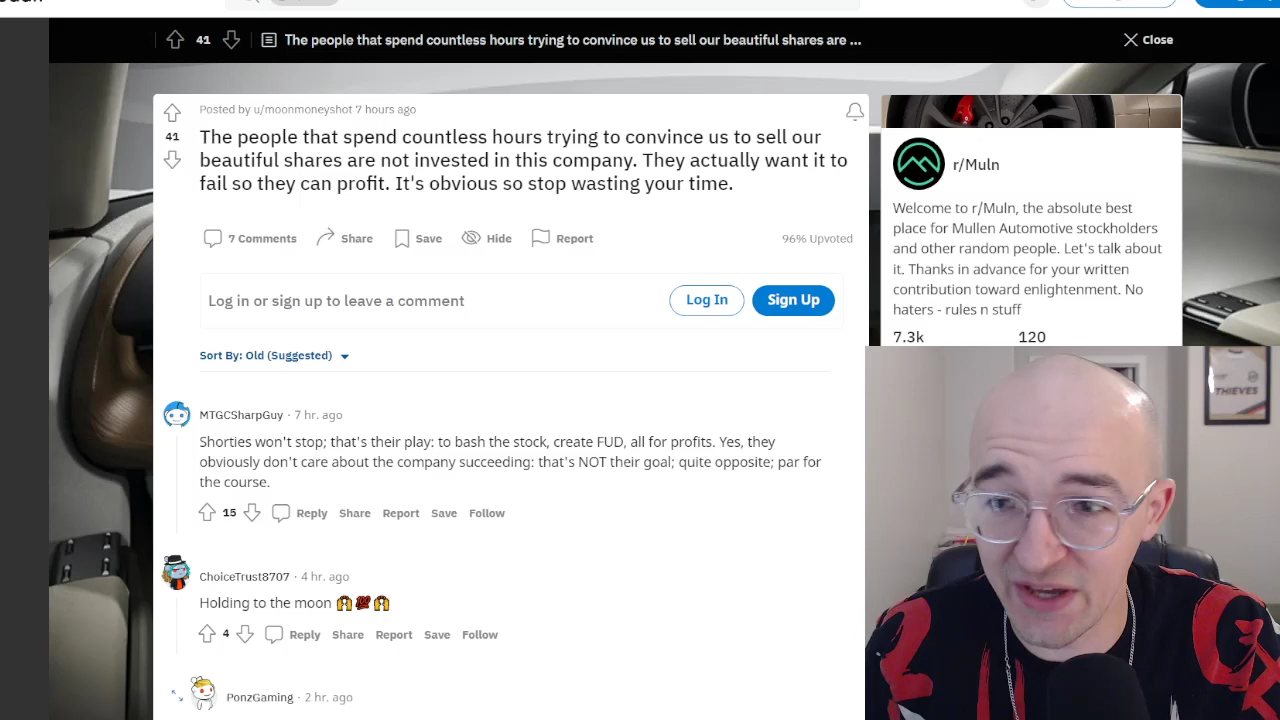 41
The people that spend countless hours trying to convince us to sell our beautiful shares are ...
Close
Posted by u/moonmoneyshot 7 hours ago
41
The people that spend countless hours trying to convince us to sell our
beautiful shares are not invested in this company. They actually want it to
fail so they can profit. It's obvious so stop wasting your time.
7 Comments
Share
Save
Hide
Report
96% Upvoted
Log in or sign up to leave a comment
Log In
Sign Up
Sort By: Old (Suggested)
r/Muln
Welcome to r/Muln, the absolute best
place for Mullen Automotive stockholders
and other random people. Let's talk about
it. Thanks in advance for your written
contribution toward enlightenment. No
haters - rules n stuff
7.3k
120
MTGCSharpGuy · 7 hr. ago
Shorties won't stop; that's their play: to bash the stock, create FUD, all for profits. Yes, they
obviously don't care about the company succeeding: that's NOT their goal; quite opposite; par for
the course.
15
Reply
Share
Report
Save
Follow
ChoiceTrust8707 · 4 hr. ago
Holding to the moon 🙌💯🙌
4
Reply
Share
Report
Save
Follow
PonzGaming · 2 hr. ago
THIEVES